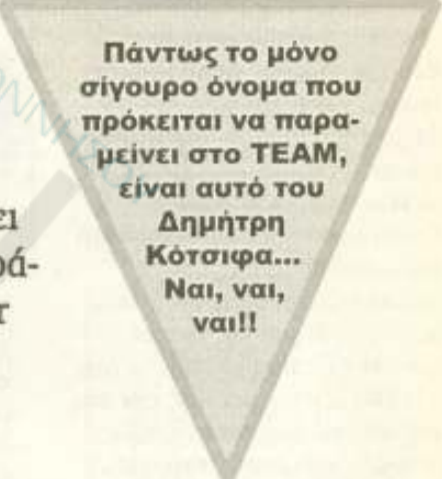 Πάντως το μόνο
σίγουρο όνομα που
πρόκειται να παρα-
μείνει στο TEAM,
είναι αυτό του
Δημήτρη
Κότσιφα...
Ναι, ναι,
ναι!!